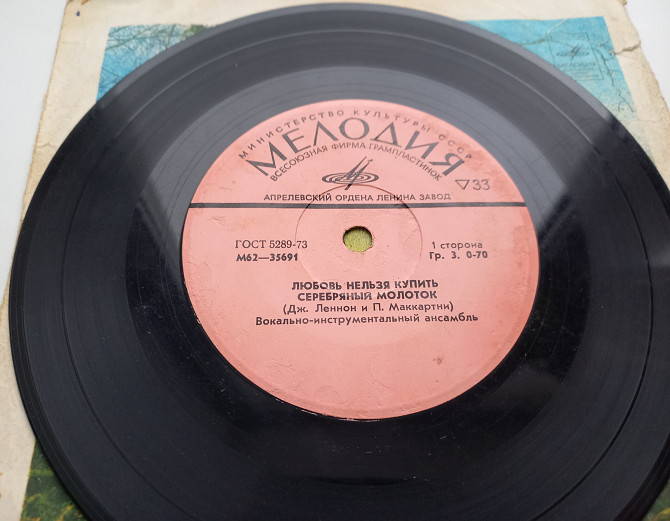 МИНИСТЕРСТВО КУЛЬТУРЫ СССР
МЕЛОДИЯ
ВСЕСОЮЗНАЯ ФИРМА ГРАМПЛАСТИНОК
▽33
АПРЕЛЕВСКИЙ ОРДЕНА ЛЕНИНА ЗАВОД
ГОСТ 5289-73
М62—35691
1 сторона
Гр. 3. 0-70
ЛЮБОВЬ НЕЛЬЗЯ КУПИТЬ
СЕРЕБРЯНЫЙ МОЛОТОК
(Дж. Леннон и П. Маккартни)
Вокально-инструментальный ансамбль